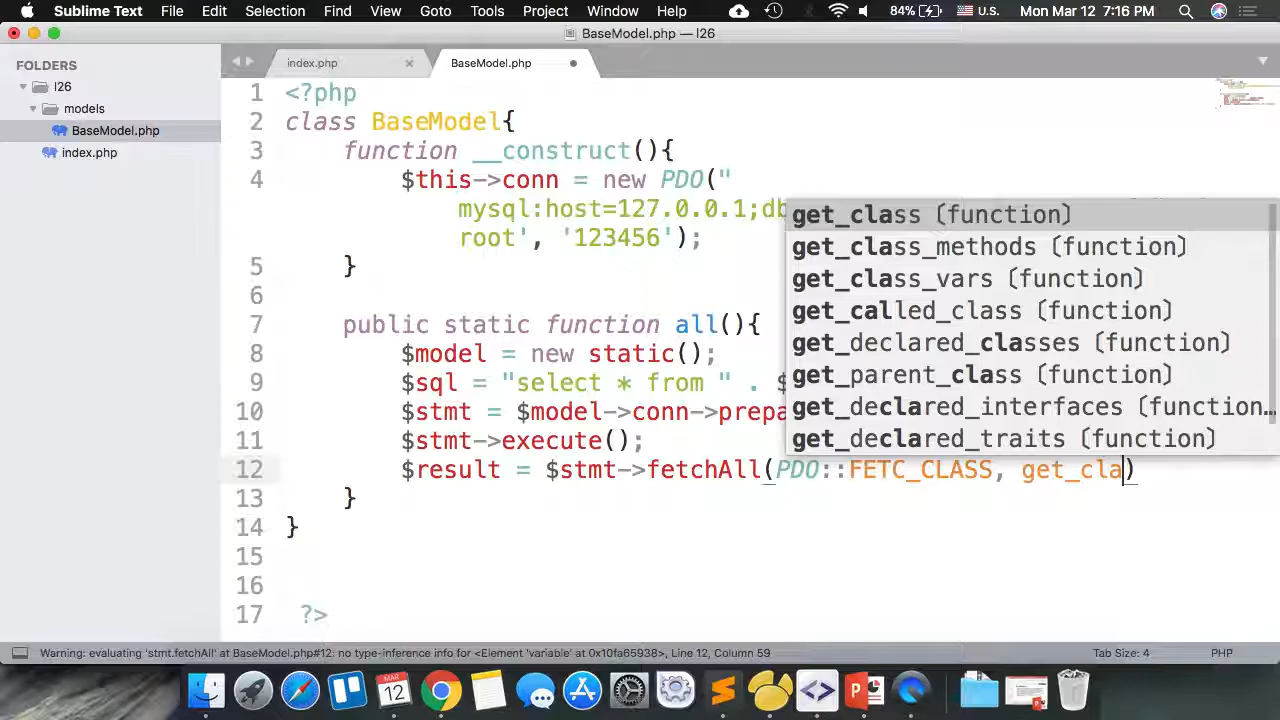 Sublime Text File Edit Selection Find View Goto Tools Project Window Help 84% U.S. Mon Mar 12 7:16 PM
BaseModel.php — l26
FOLDERS
l26
models
BaseModel.php
index.php
index.php × BaseModel.php
1 <?php
2 class BaseModel{
3 function __construct(){
4 $this->conn = new PDO("
mysql:host=127.0.0.1;db
root', '123456');
5 }
6
7 public static function all(){
8 $model = new static();
9 $sql = "select * from " . $
10 $stmt = $model->conn->prepa
11 $stmt->execute();
12 $result = $stmt->fetchAll(PDO::FETC_CLASS, get_cla)
13 }
14 }
15
16
17 ?>
get_class (function)
get_class_methods (function)
get_class_vars (function)
get_called_class (function)
get_declared_classes (function)
get_parent_class (function)
get_declared_interfaces (function…
get_declared_traits (function)
Warning: evaluating 'stmt.fetchAll' at BaseModel.php#12: no type-inference info for <Element 'variable' at 0x10fa65938>, Line 12, Column 59 Tab Size: 4 PHP
MAR
12